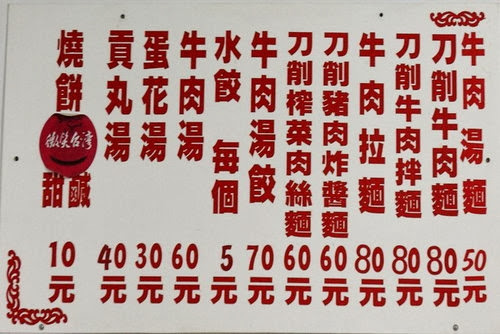 牛肉湯麵 50元
刀削牛肉麵 80元
刀削牛肉拌麵 80元
牛肉拉麵 80元
刀削豬肉炸醬麵 60元
刀削榨菜肉絲麵 60元
牛肉湯餃 70元
水餃 每個 5元
牛肉湯 60元
蛋花湯 30元
貢丸湯 40元
燒餅 鹹甜 10元
微笑台灣